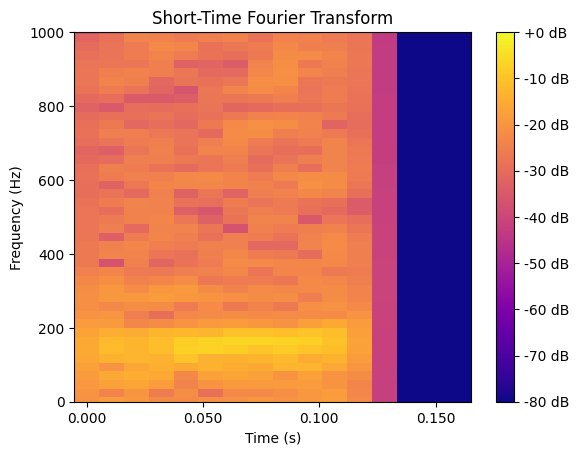 Short-Time Fourier Transform
Frequency (Hz)
1000
800
600
400
200
0
0.000
0.050
0.100
0.150
Time (s)
+0 dB
-10 dB
-20 dB
-30 dB
-40 dB
-50 dB
-60 dB
-70 dB
-80 dB